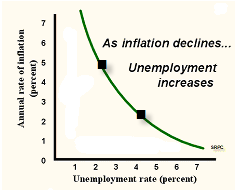 Annual rate of inflation
(percent)
7
6
5
4
3
2
1
0
As inflation declines...
Unemployment
increases
SRPC
1 2 3 4 5 6 7
Unemployment rate (percent)